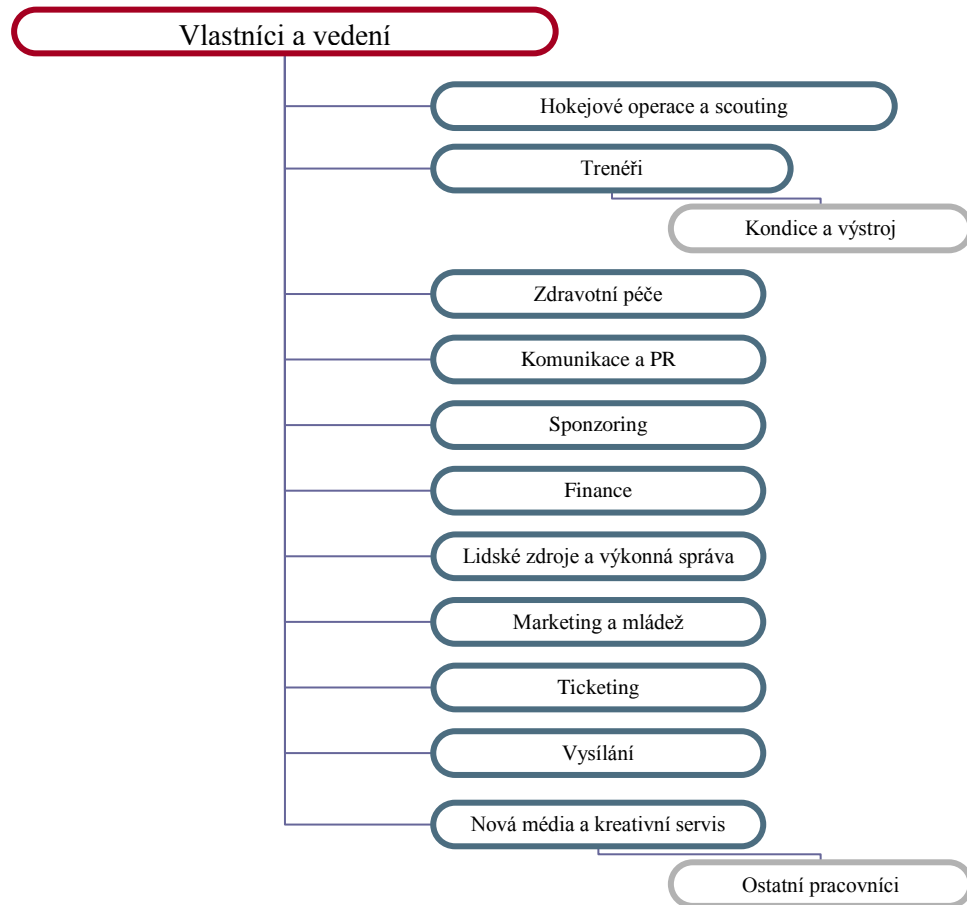 Vlastníci a vedení
Hokejové operace a scouting
Trenéři
Kondice a výstroj
Zdravotní péče
Komunikace a PR
Sponzoring
Finance
Lidské zdroje a výkonná správa
Marketing a mládež
Ticketing
Vysílání
Nová média a kreativní servis
Ostatní pracovníci